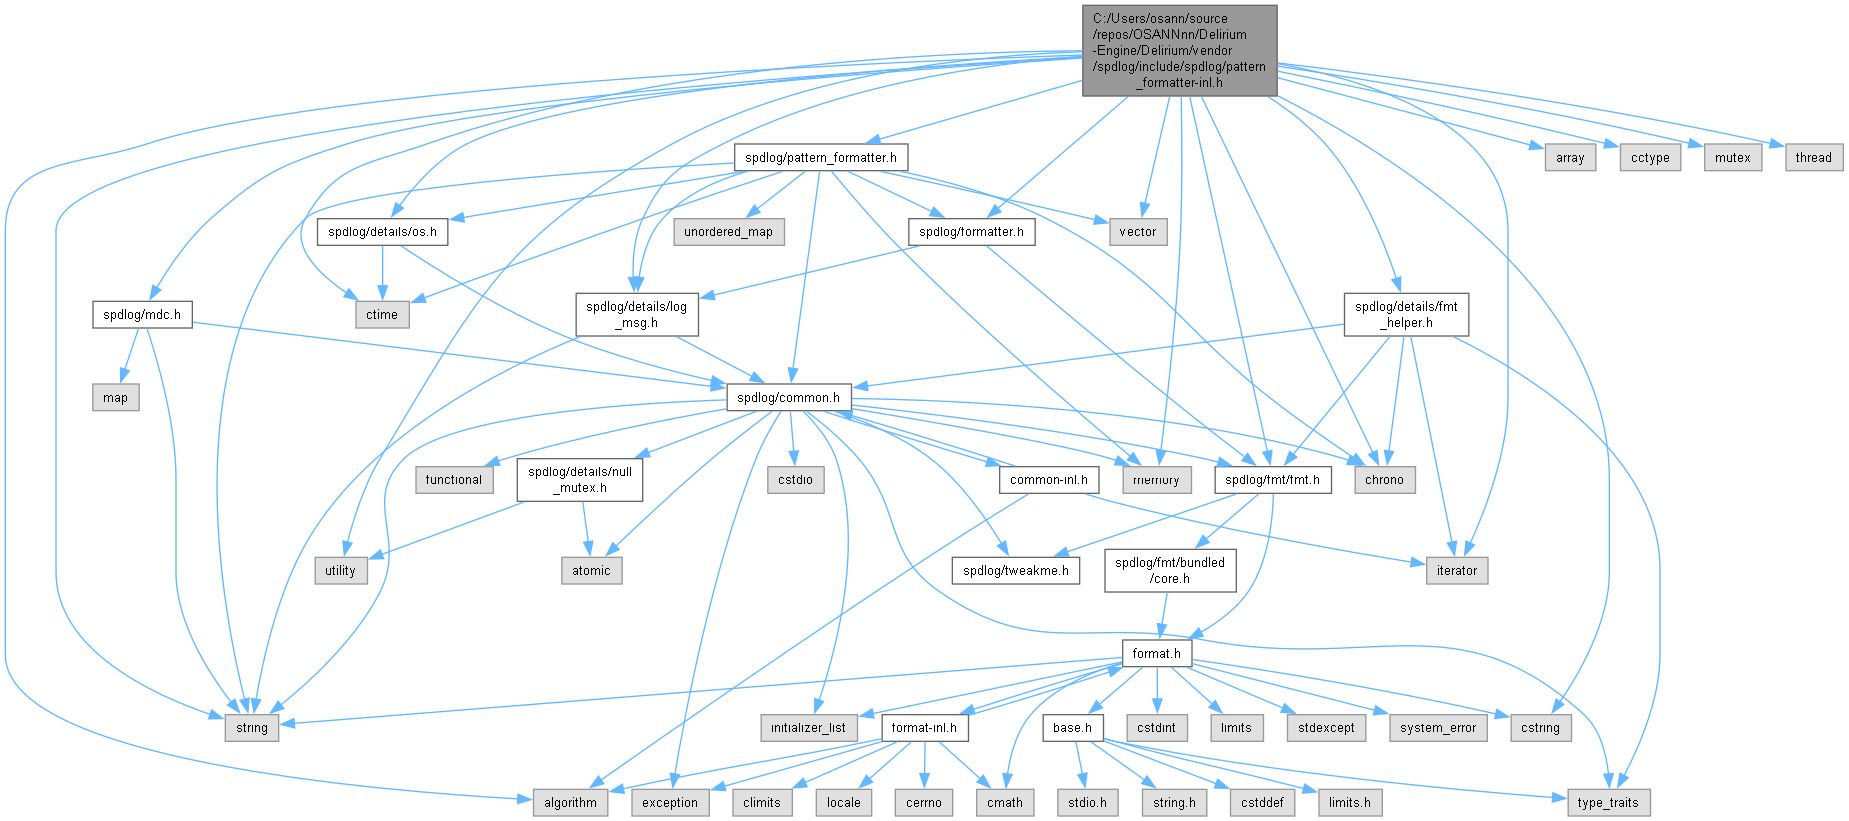 C:/Users/osann/source
/repos/OSANNnn/Delirium
-Engine/Delirium/vendor
/spdlog/include/spdlog/pattern
_formatter-inl.h
spdlog/pattern_formatter.h
array
cctype
mutex
thread
spdlog/details/os.h
unordered_map
spdlog/formatter.h
vector
spdlog/mdc.h
ctime
spdlog/details/log
_msg.h
spdlog/details/fmt
_helper.h
map
spdlog/common.h
functional
spdlog/details/null
_mutex.h
cstdio
common-inl.h
memory
spdlog/fmt/fmt.h
chrono
utility
atomic
spdlog/tweakme.h
spdlog/fmt/bundled
/core.h
iterator
format.h
string
initializer_list
format-inl.h
base.h
cstdint
limits
stdexcept
system_error
cstring
algorithm
exception
climits
locale
cerrno
cmath
stdio.h
string.h
cstddef
limits.h
type_traits